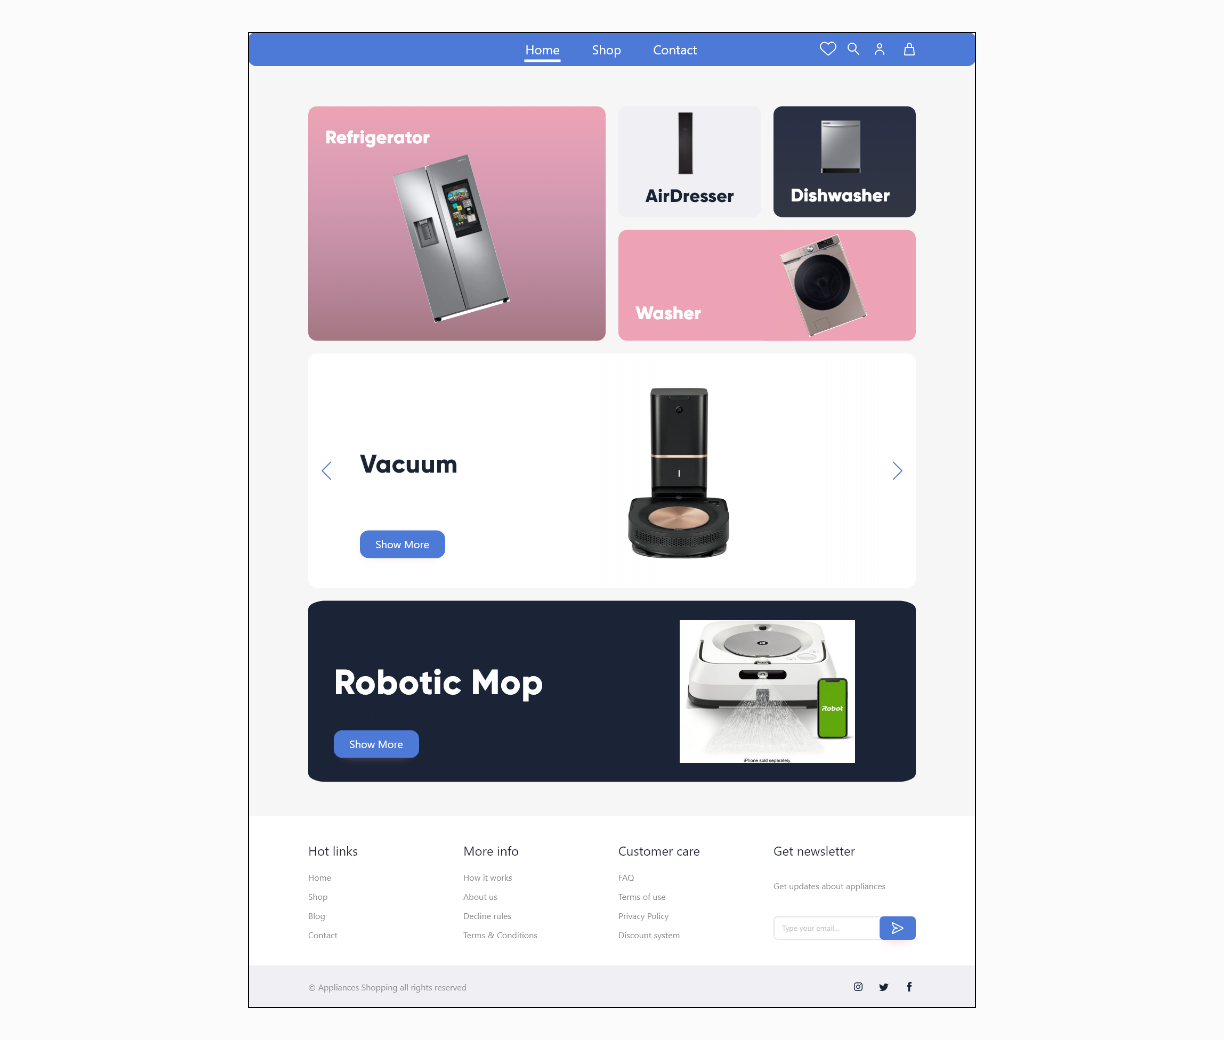 Home Shop Contact
Refrigerator
AirDresser
Dishwasher
Washer
Vacuum
Show More
Robotic Mop
iRobot
Show More
iPhone sold separately
Hot links
Home
Shop
Blog
Contact
More info
How it works
About us
Decline rules
Terms & Conditions
Customer care
FAQ
Terms of use
Privacy Policy
Discount system
Get newsletter
Get updates about appliances
Type your email...
© Appliances Shopping all rights reserved